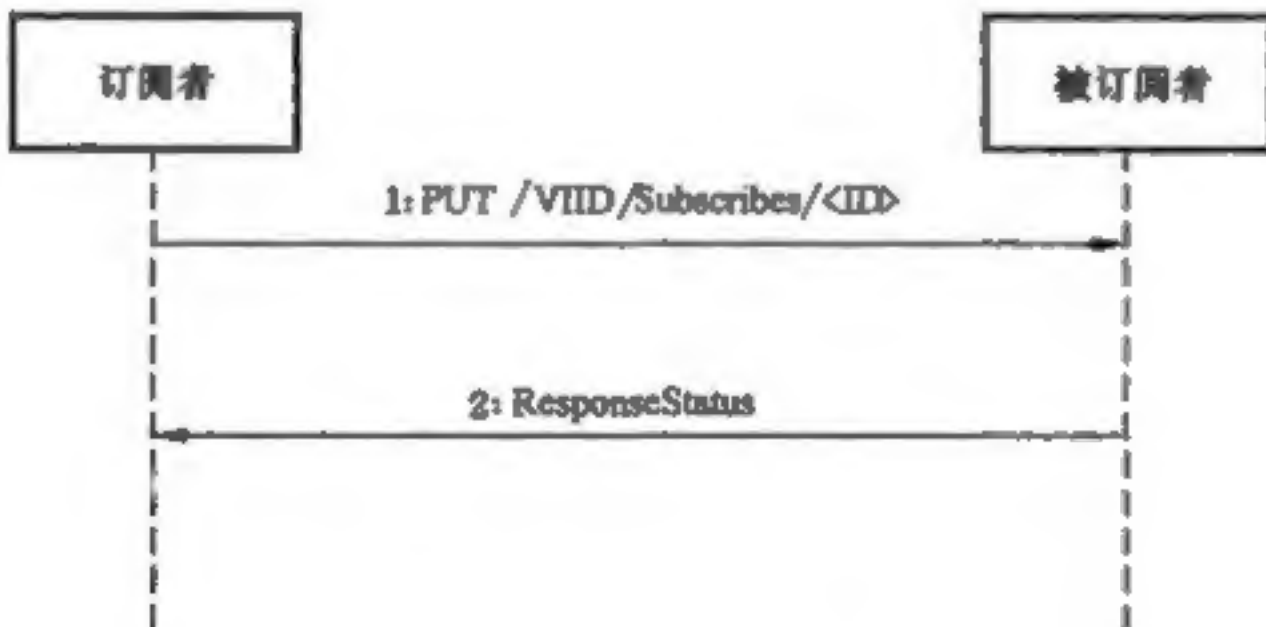 订阅者
被订阅者
1: PUT /VIID/Subscribes/<ID>
2: ResponseStatus